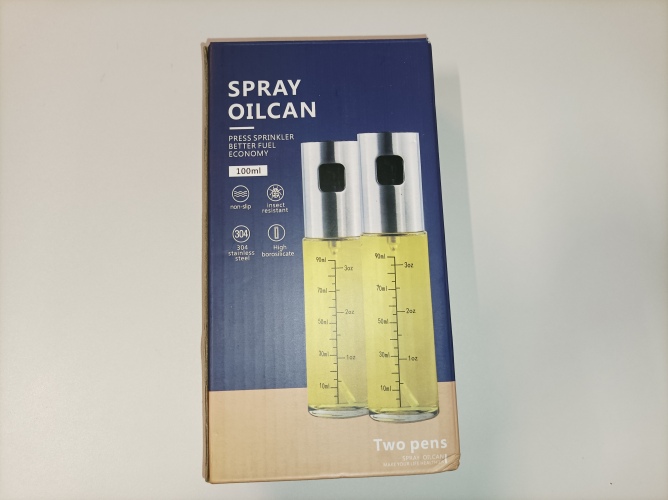 SPRAY
OILCAN
PRESS SPRINKLER
BETTER FUEL
ECONOMY
100ml
non-slip
insect
resistant
304
304
stainless
steel
High
borosilicate
90ml
3oz
70ml
2oz
50ml
30ml
1oz
10ml
90ml
3oz
70ml
2oz
50ml
30ml
1oz
10ml
Two pens
SPRAY OILCAN